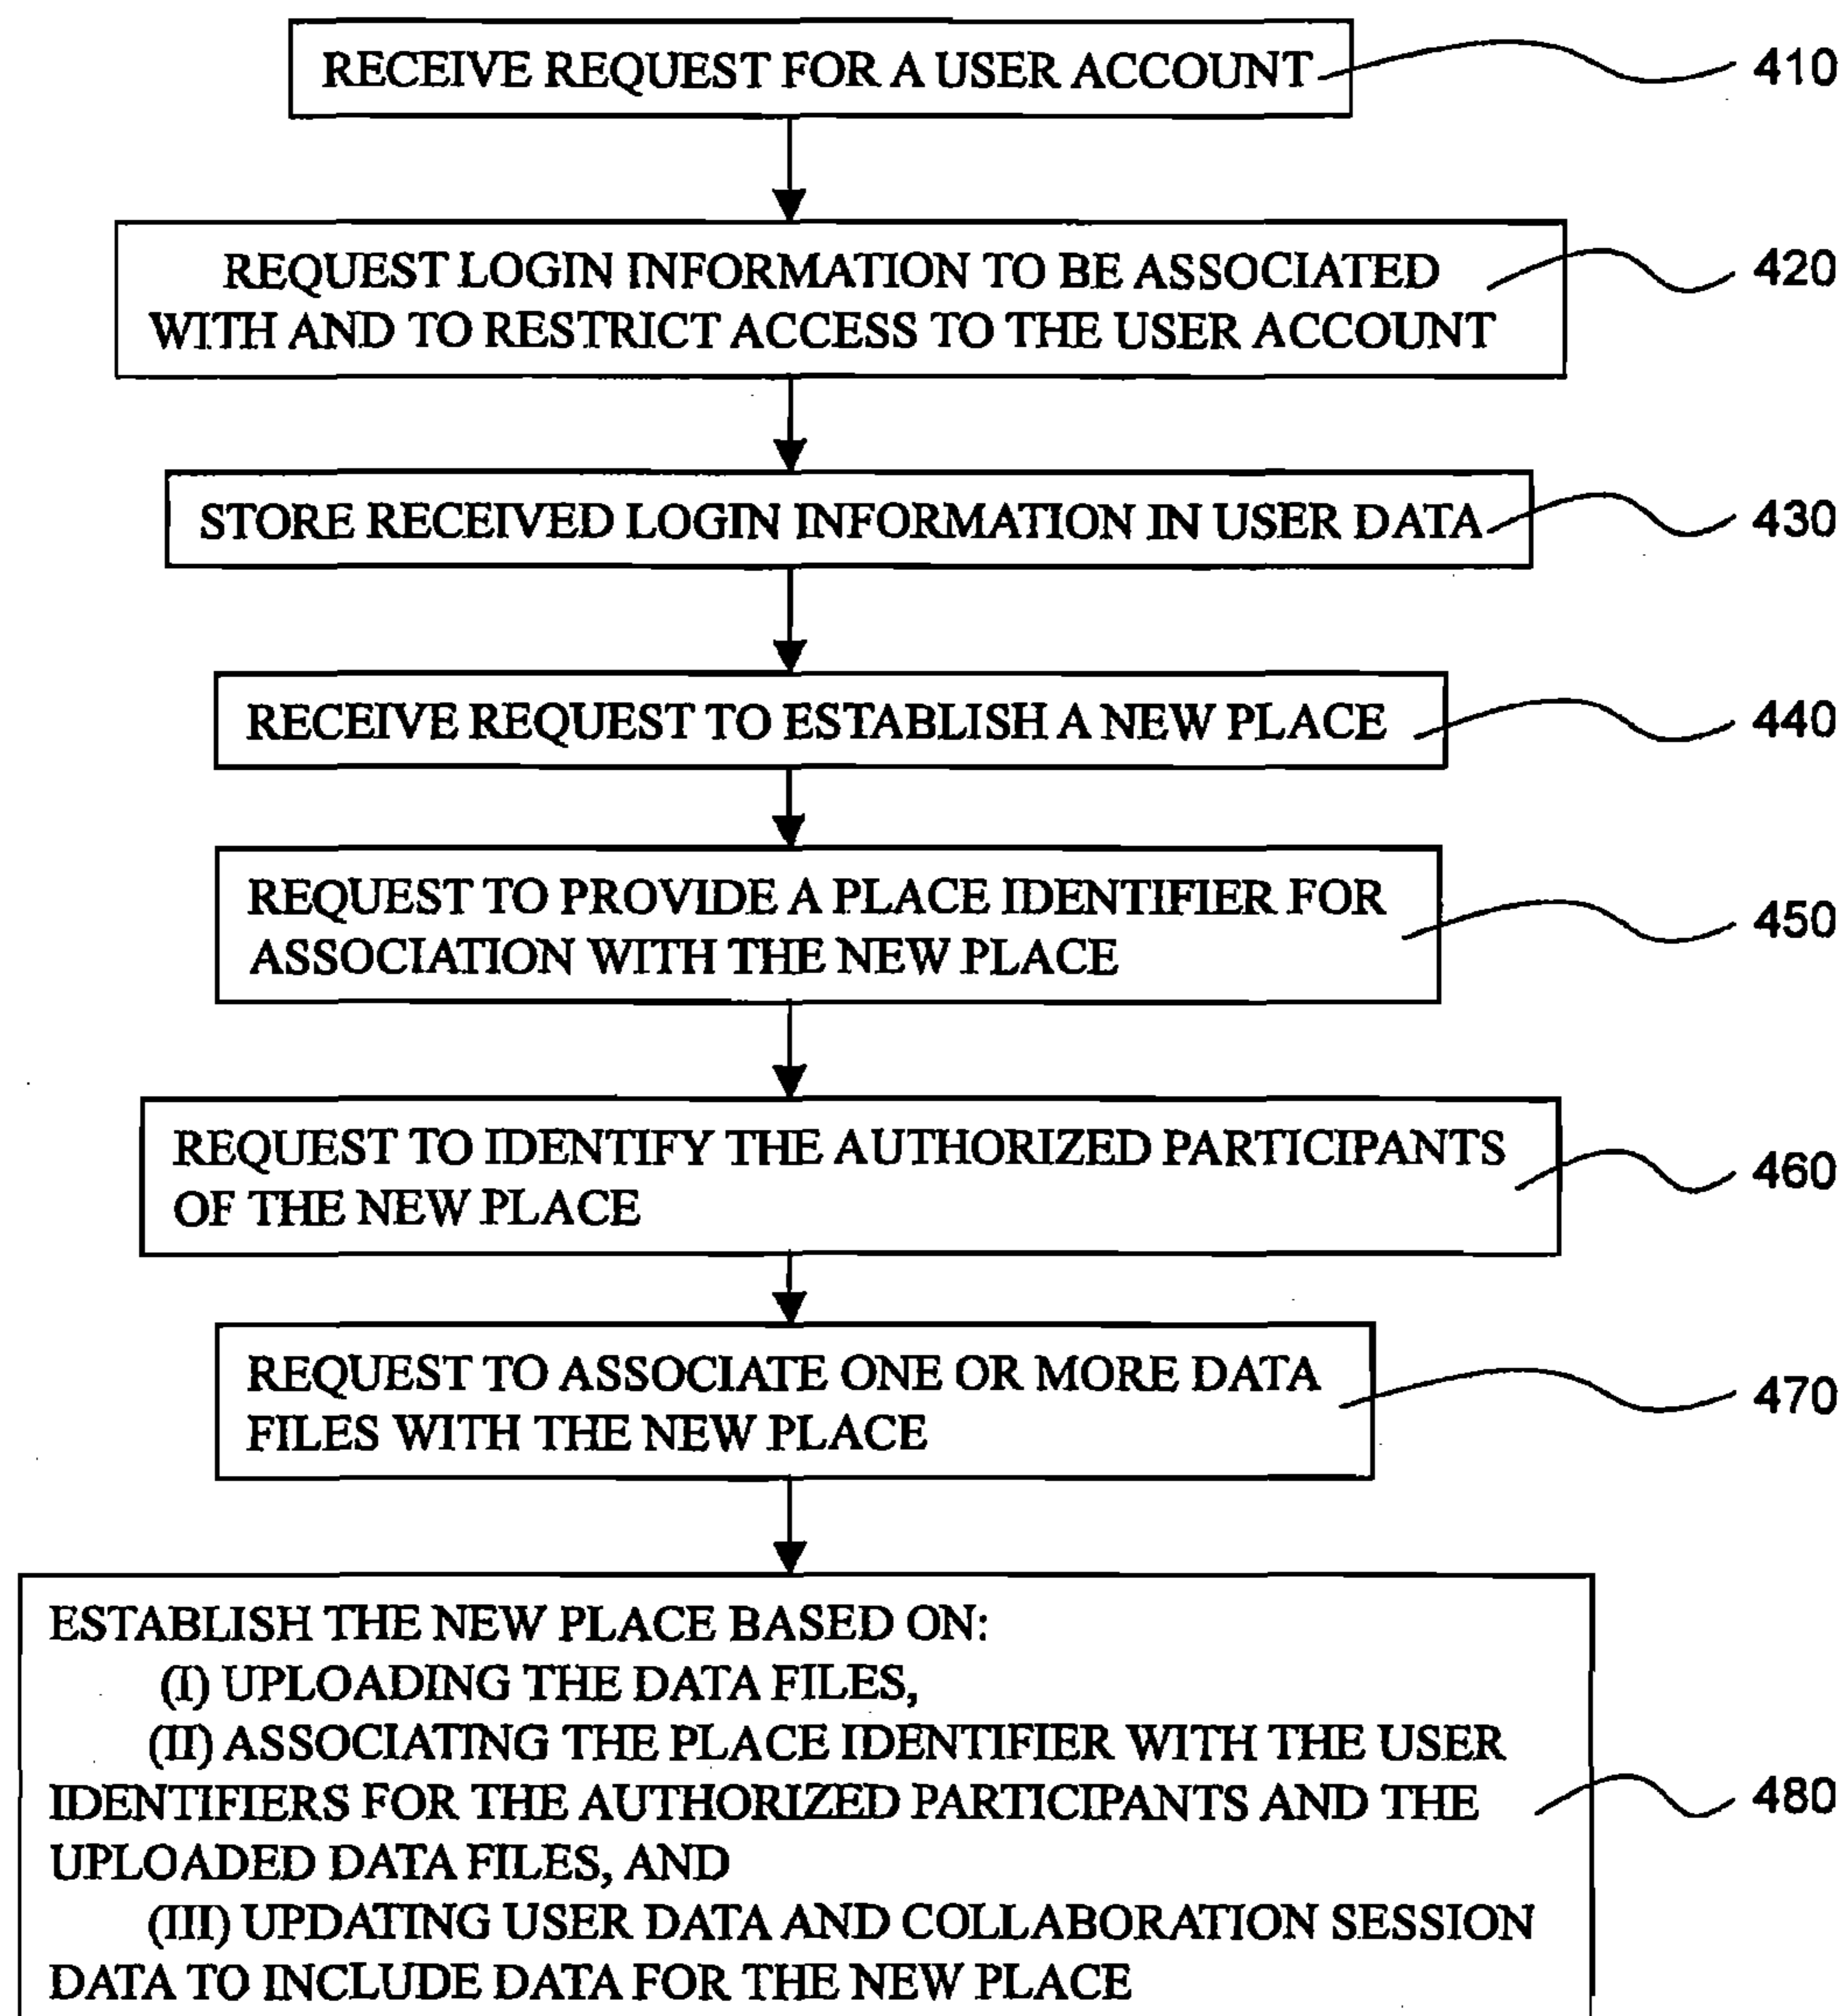 RECEIVE REQUEST FOR A USER ACCOUNT
410
REQUEST LOGIN INFORMATION TO BE ASSOCIATED
WITH AND TO RESTRICT ACCESS TO THE USER ACCOUNT
420
STORE RECEIVED LOGIN INFORMATION IN USER DATA
430
RECEIVE REQUEST TO ESTABLISH A NEW PLACE
440
REQUEST TO PROVIDE A PLACE IDENTIFIER FOR
ASSOCIATION WITH THE NEW PLACE
450
REQUEST TO IDENTIFY THE AUTHORIZED PARTICIPANTS
OF THE NEW PLACE
460
REQUEST TO ASSOCIATE ONE OR MORE DATA
FILES WITH THE NEW PLACE
470
ESTABLISH THE NEW PLACE BASED ON:
(I) UPLOADING THE DATA FILES,
(II) ASSOCIATING THE PLACE IDENTIFIER WITH THE USER
IDENTIFIERS FOR THE AUTHORIZED PARTICIPANTS AND THE
UPLOADED DATA FILES, AND
(III) UPDATING USER DATA AND COLLABORATION SESSION
DATA TO INCLUDE DATA FOR THE NEW PLACE
480